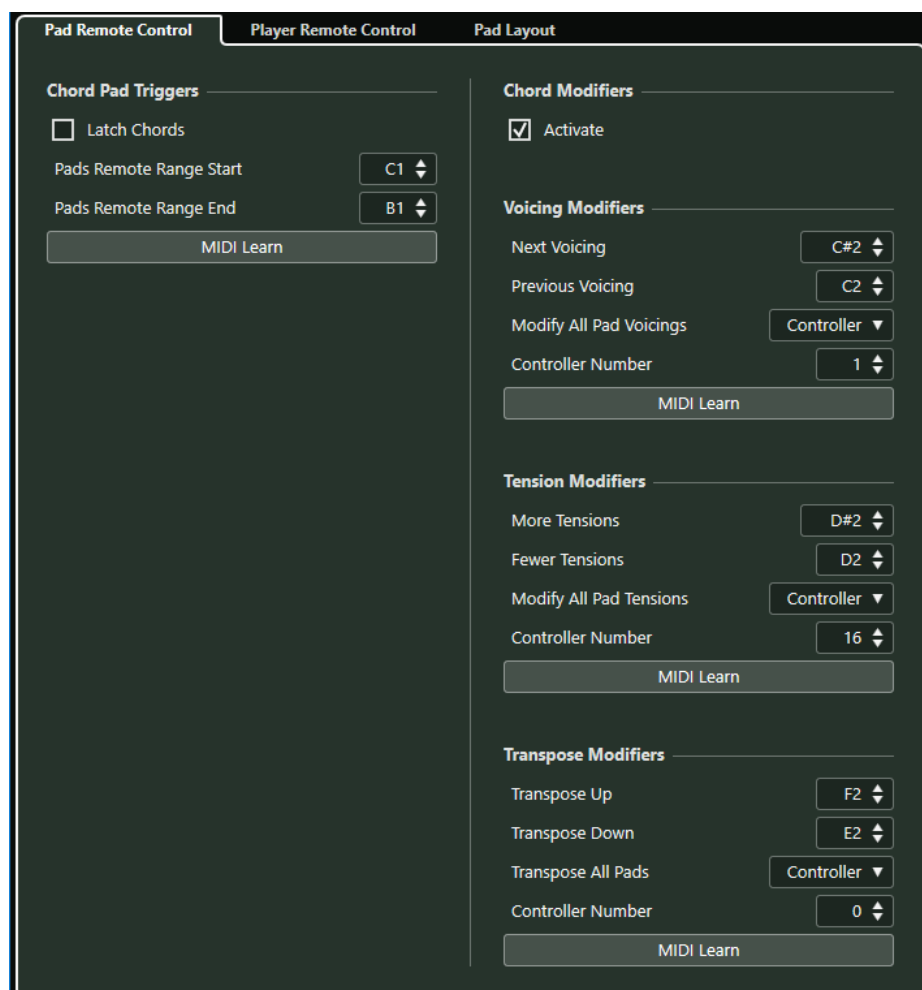 Pad Remote Control Player Remote Control Pad Layout
Chord Pad Triggers
Latch Chords
Pads Remote Range Start C1
Pads Remote Range End B1
MIDI Learn
Chord Modifiers
Activate
Voicing Modifiers
Next Voicing C#2
Previous Voicing C2
Modify All Pad Voicings Controller
Controller Number 1
MIDI Learn
Tension Modifiers
More Tensions D#2
Fewer Tensions D2
Modify All Pad Tensions Controller
Controller Number 16
MIDI Learn
Transpose Modifiers
Transpose Up F2
Transpose Down E2
Transpose All Pads Controller
Controller Number 0
MIDI Learn